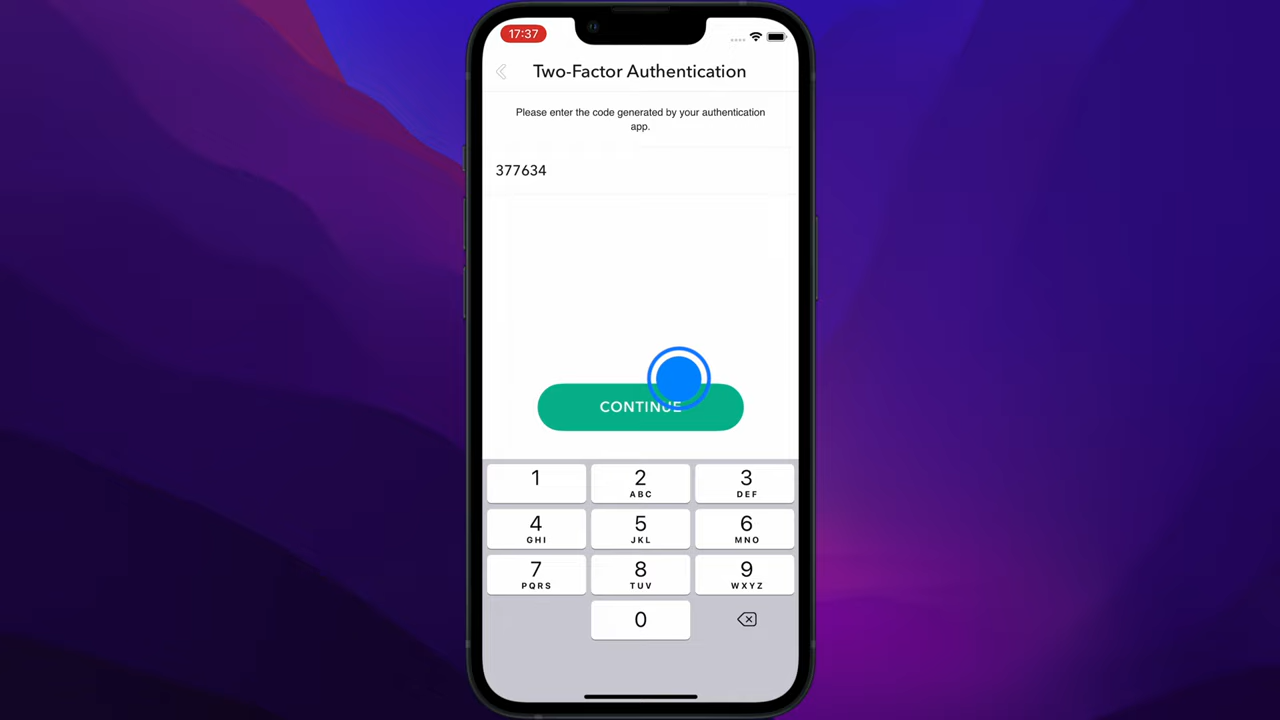 17:37
Two-Factor Authentication
Please enter the code generated by your authentication
app.
377634
CONTINUE
1 2 3
ABC DEF
4 5 6
GHI JKL MNO
7 8 9
PQRS TUV WXYZ
0